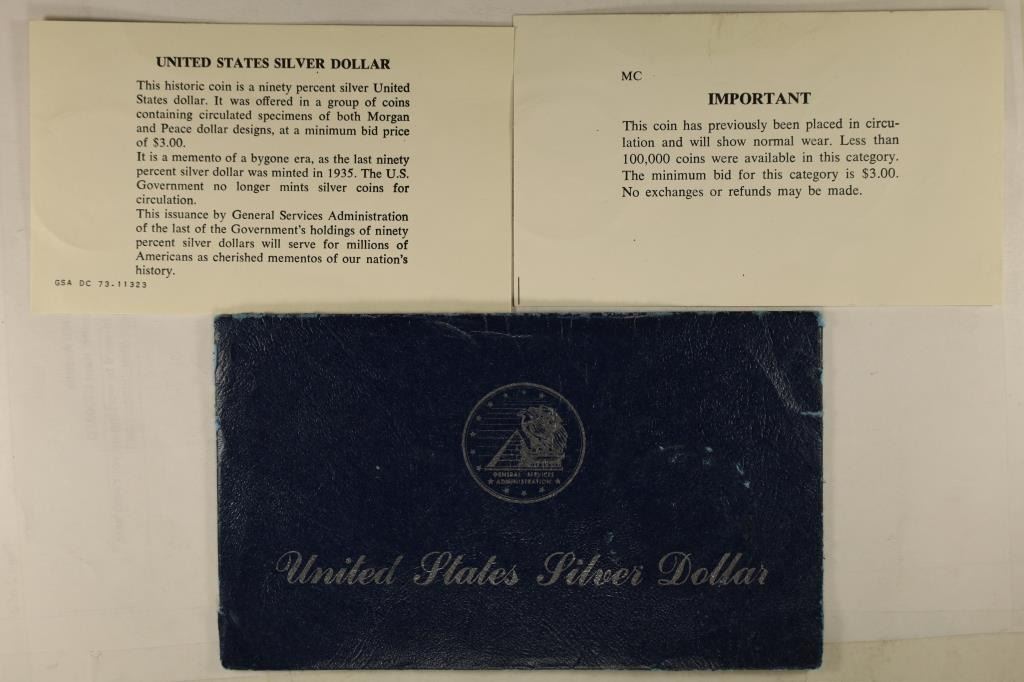 UNITED STATES SILVER DOLLAR
This historic coin is a ninety percent silver United
States dollar. It was offered in a group of coins
containing circulated specimens of both Morgan
and Peace dollar designs, at a minimum bid price
of $3.00.
It is a memento of a bygone era, as the last ninety
percent silver dollar was minted in 1935. The U.S.
Government no longer mints silver coins for
circulation.
This issuance by General Services Administration
of the last of the Government's holdings of ninety
percent silver dollars will serve for millions of
Americans as cherished mementos of our nation's
history.
GSA DC 73-11323
MC
IMPORTANT
This coin has previously been placed in circu-
lation and will show normal wear. Less than
100,000 coins were available in this category.
The minimum bid for this category is $3.00.
No exchanges or refunds may be made.
GENERAL SERVICES
★ ADMINISTRATION ★
United States Silver Dollar